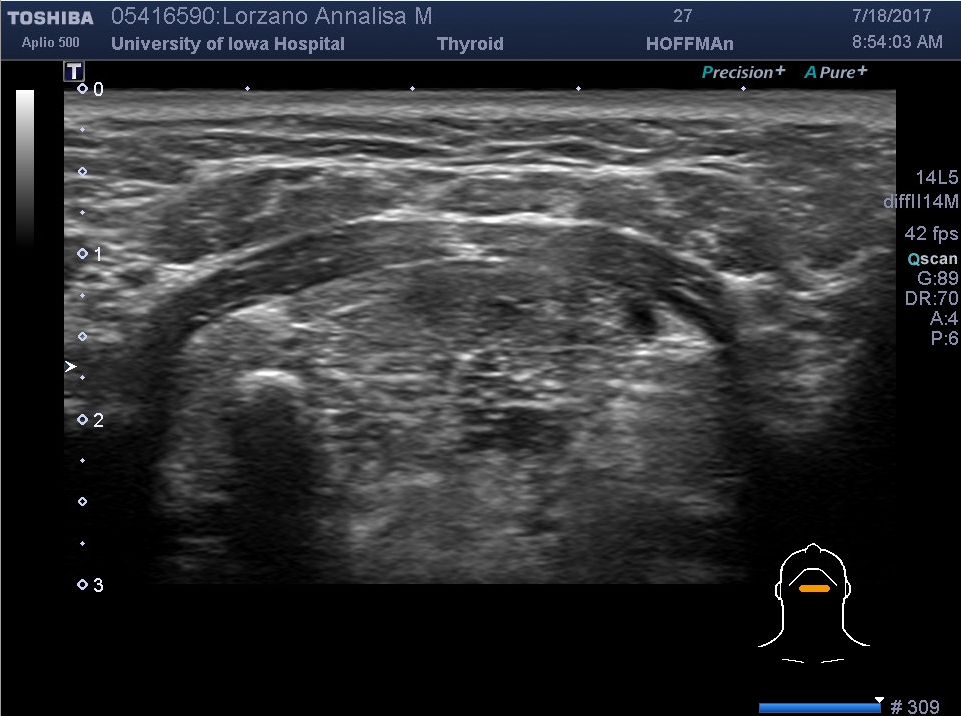 TOSHIBA 05416590:Lorzano Annalisa M 27 7/18/2017
Aplio 500 University of Iowa Hospital Thyroid HOFFMAn 8:54:03 AM
T Precision+ APure+
0
14L5
diffII14M
42 fps
1
Qscan
G:89
DR:70
A:4
P:6
2
3
# 309